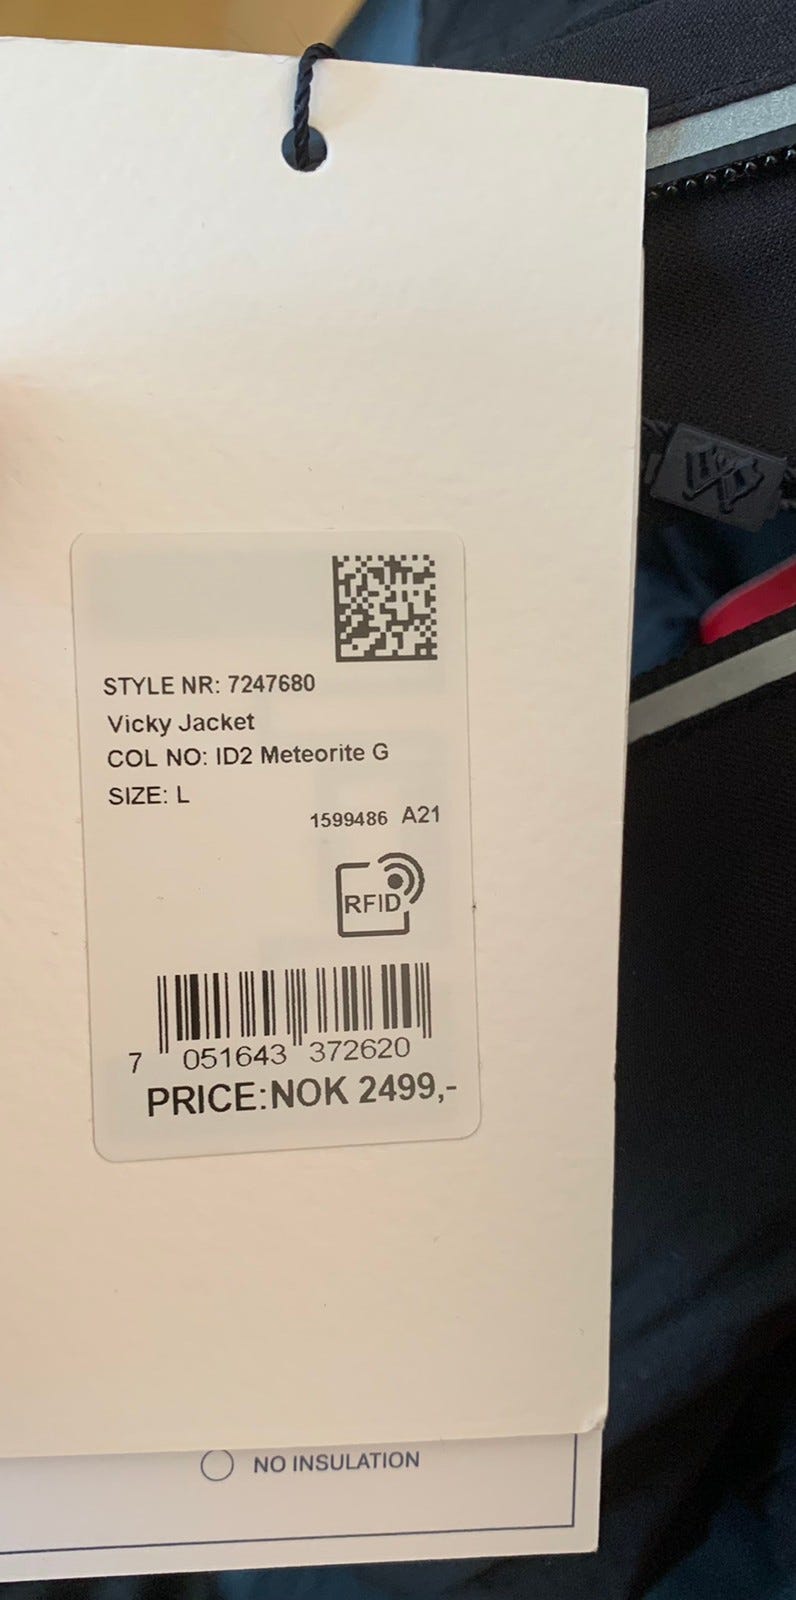 STYLE NR: 7247680
Vicky Jacket
COL NO: ID2 Meteorite G
SIZE: L
1599486 A21
RFID
7 051643 372620
PRICE:NOK 2499,-
NO INSULATION